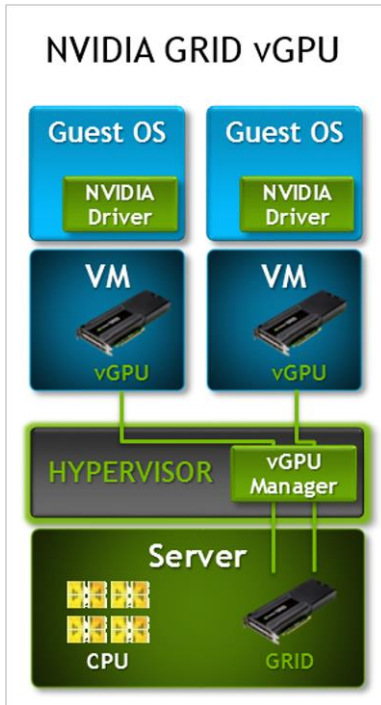 NVIDIA GRID vGPU
Guest OS
Guest OS
NVIDIA
Driver
NVIDIA
Driver
VM
VM
vGPU
vGPU
HYPERVISOR
vGPU
Manager
Server
CPU
GRID